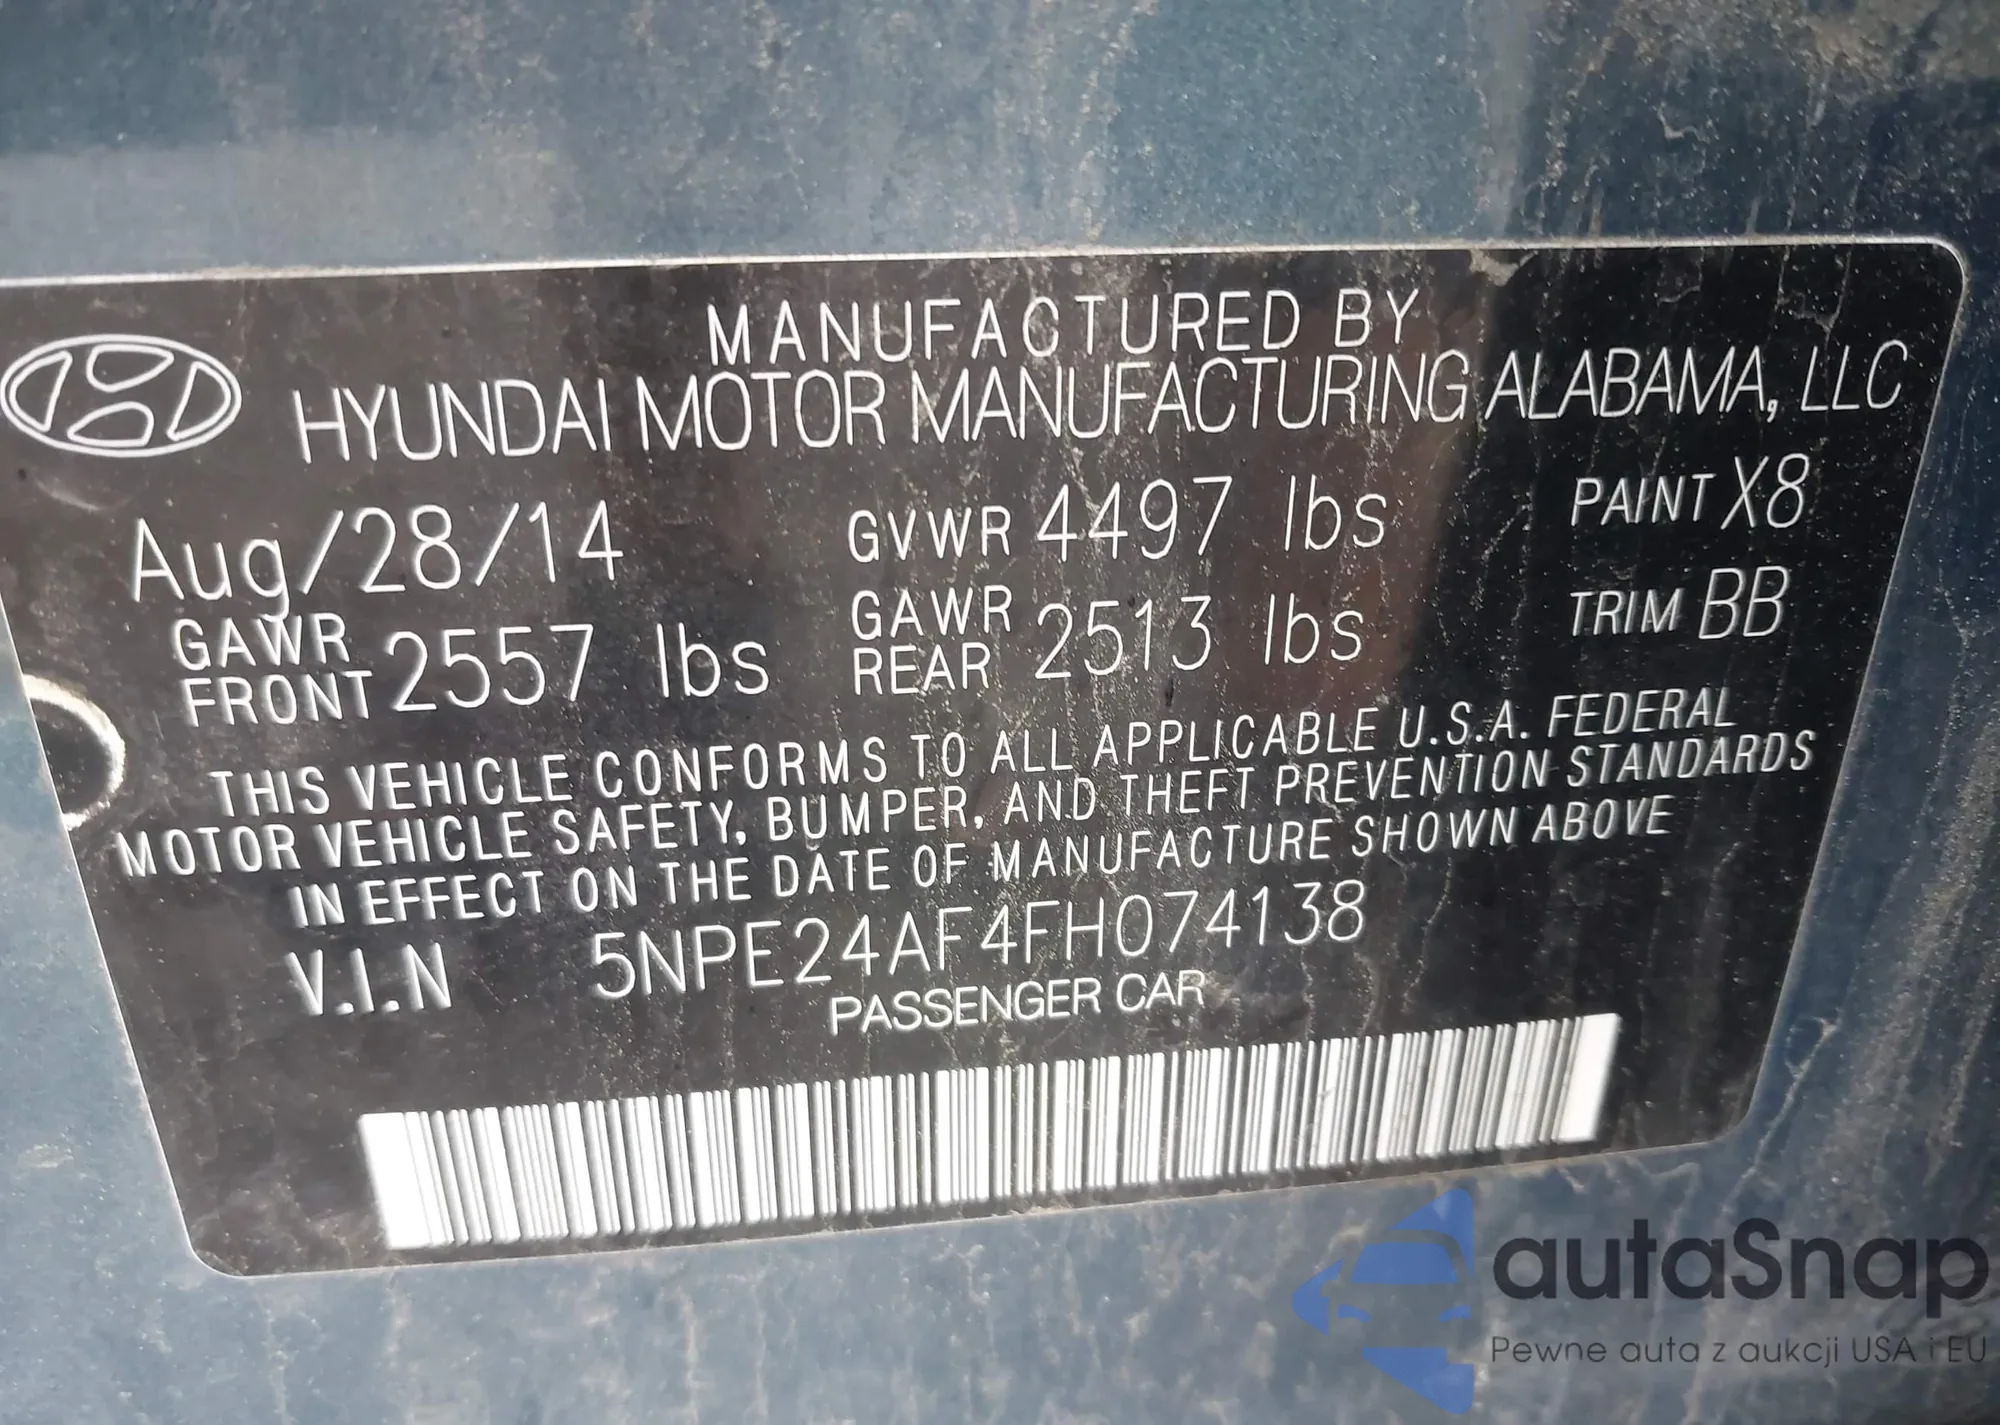 MANUFACTURED BY
HYUNDAI MOTOR MANUFACTURING ALABAMA, LLC
Aug/28/14 GVWR 4497 lbs PAINT X8
GAWR FRONT 2557 lbs GAWR REAR 2513 lbs TRIM BB
THIS VEHICLE CONFORMS TO ALL APPLICABLE U.S.A. FEDERAL
MOTOR VEHICLE SAFETY, BUMPER, AND THEFT PREVENTION STANDARDS
IN EFFECT ON THE DATE OF MANUFACTURE SHOWN ABOVE
V.I.N 5NPE24AF4FH074138
PASSENGER CAR
autaSnap
Pewne auta z aukcji USA i EU